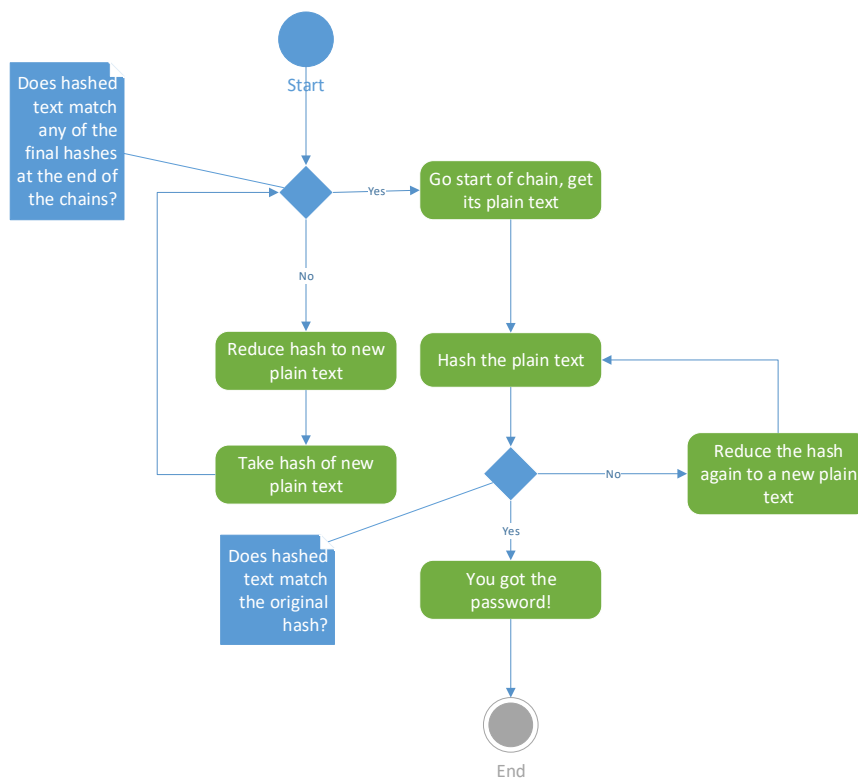 Start
Does hashed
text match
any of the
final hashes
at the end of
the chains?
Yes
Go start of chain, get
its plain text
No
Reduce hash to new
plain text
Hash the plain text
Take hash of new
plain text
No
Reduce the hash
again to a new plain
text
Yes
Does hashed
text match
the original
hash?
You got the
password!
End